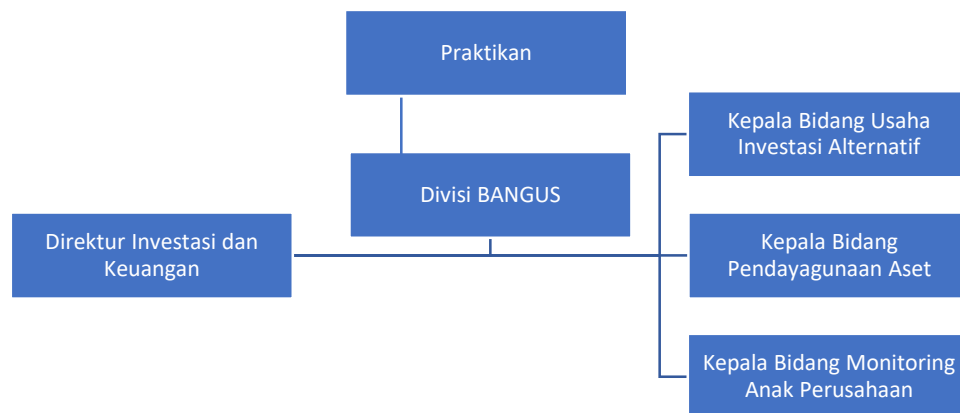 Praktikan
Kepala Bidang Usaha
Investasi Alternatif
Divisi BANGUS
Direktur Investasi dan
Keuangan
Kepala Bidang
Pendayagunaan Aset
Kepala Bidang Monitoring
Anak Perusahaan